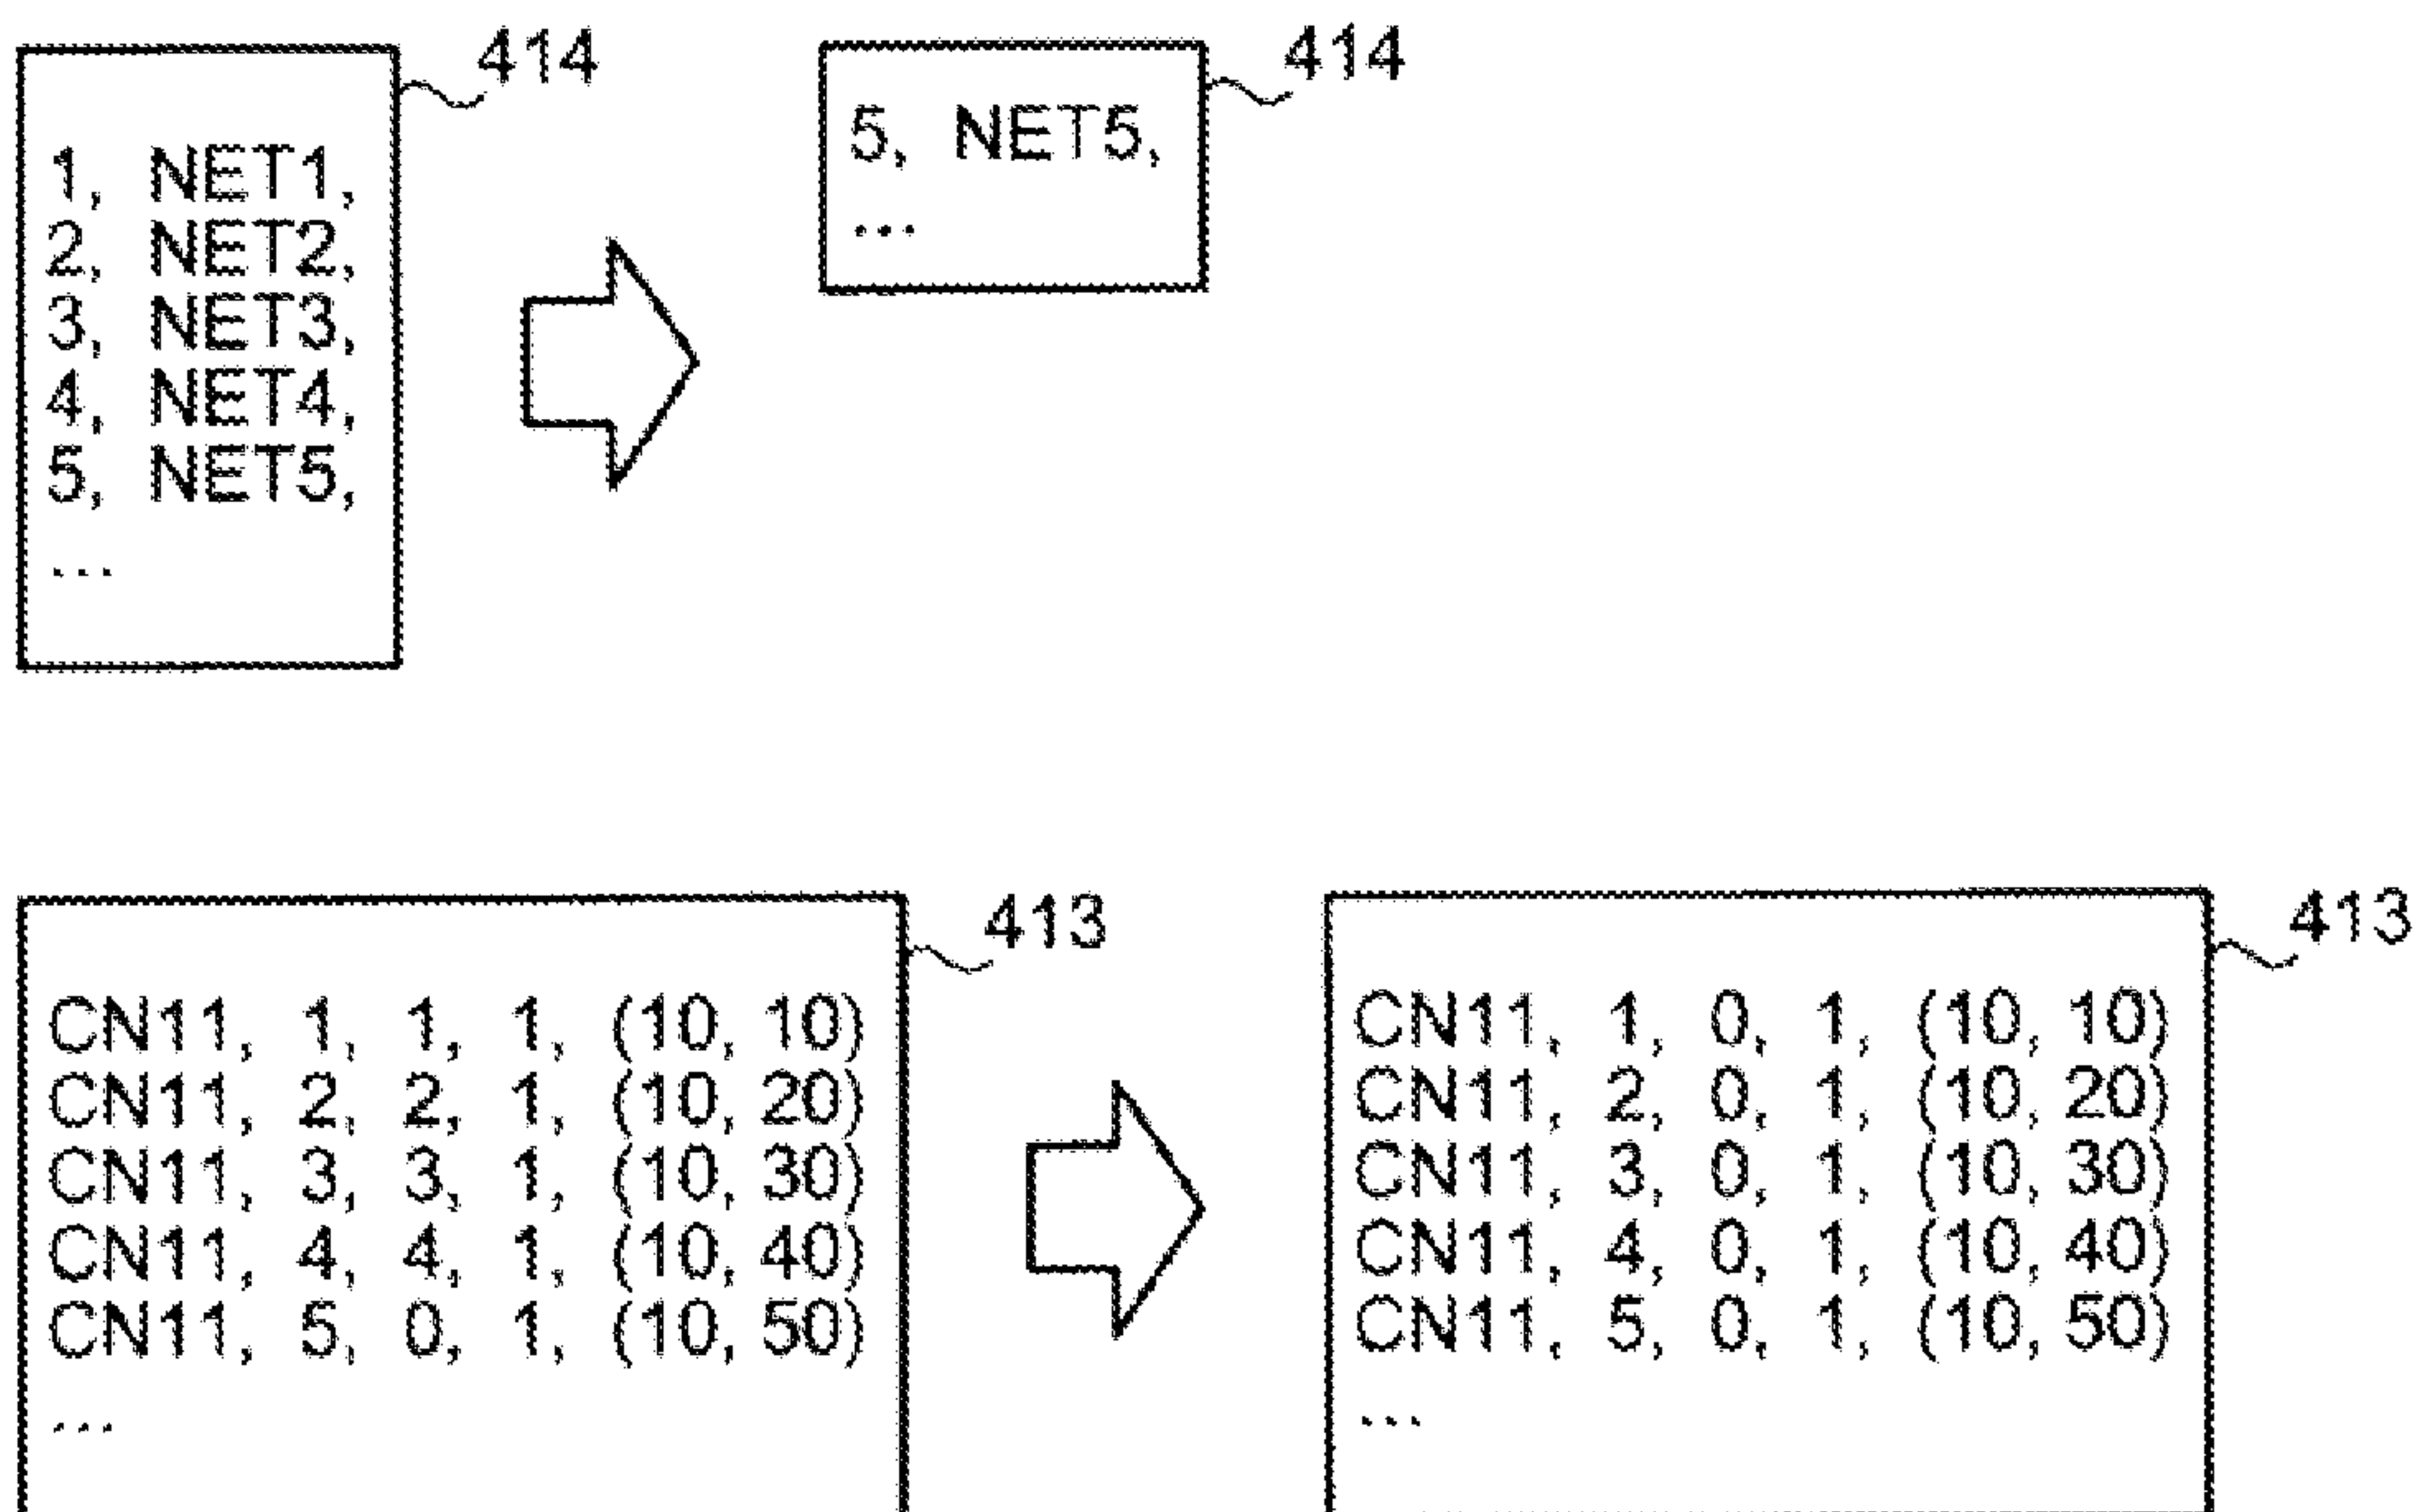 414
1, NET1,
2, NET2,
3, NET3,
4, NET4,
5, NET5,
...
414
5, NET5,
...
413
CN11, 1, 1, 1, (10, 10)
CN11, 2, 2, 1, (10, 20)
CN11, 3, 3, 1, (10, 30)
CN11, 4, 4, 1, (10, 40)
CN11, 5, 0, 1, (10, 50)
...
413
CN11, 1, 0, 1, (10, 10)
CN11, 2, 0, 1, (10, 20)
CN11, 3, 0, 1, (10, 30)
CN11, 4, 0, 1, (10, 40)
CN11, 5, 0, 1, (10, 50)
...